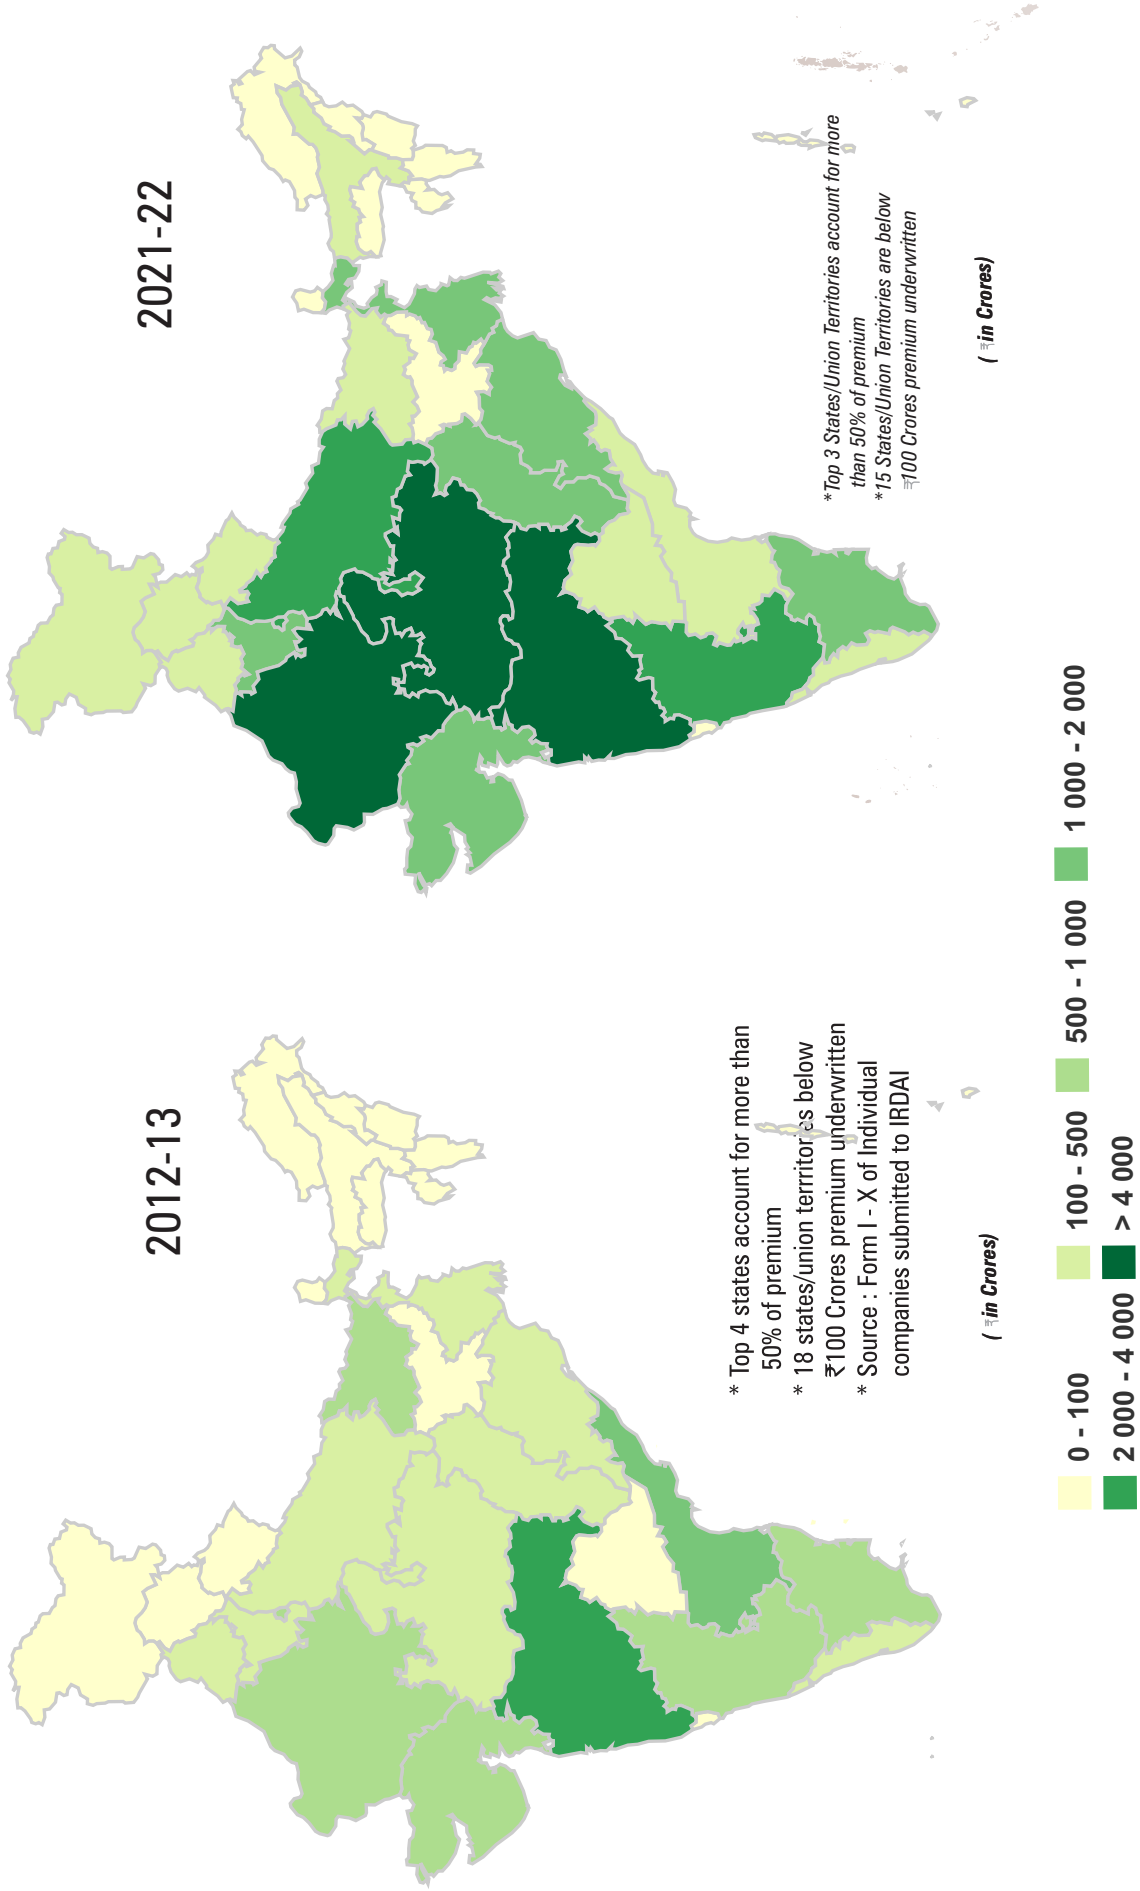 2012-13
* Top 4 states account for more than
50% of premium
* 18 states/union terrritories below
₹100 Crores premium underwritten
* Source : Form I - X of Individual
companies submitted to IRDAI
( ₹in Crores)
2021-22
*Top 3 States/Union Territories account for more
than 50% of premium
*15 States/Union Territories are below
₹100 Crores premium underwritten
( ₹in Crores)
0 - 100 100 - 500 500 - 1 000 1 000 - 2 000
2 000 - 4 000 > 4 000